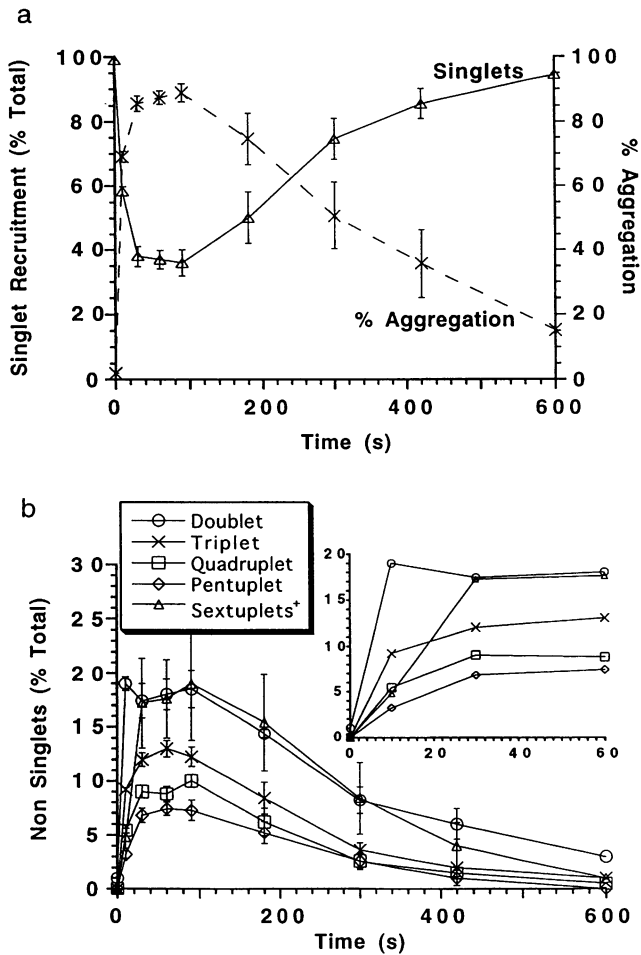 a
100
80
60
40
20
0
Singlet Recruitment (% Total)
Singlets
% Aggregation
100
80
60
40
20
0
% Aggregation
0
200
400
600
Time (s)
b
Doublet
Triplet
Quadruplet
Pentuplet
Sextuplets+
30
25
20
15
10
5
0
Non Singlets (% Total)
20
15
10
5
0
0
20
40
60
0
200
400
600
Time (s)